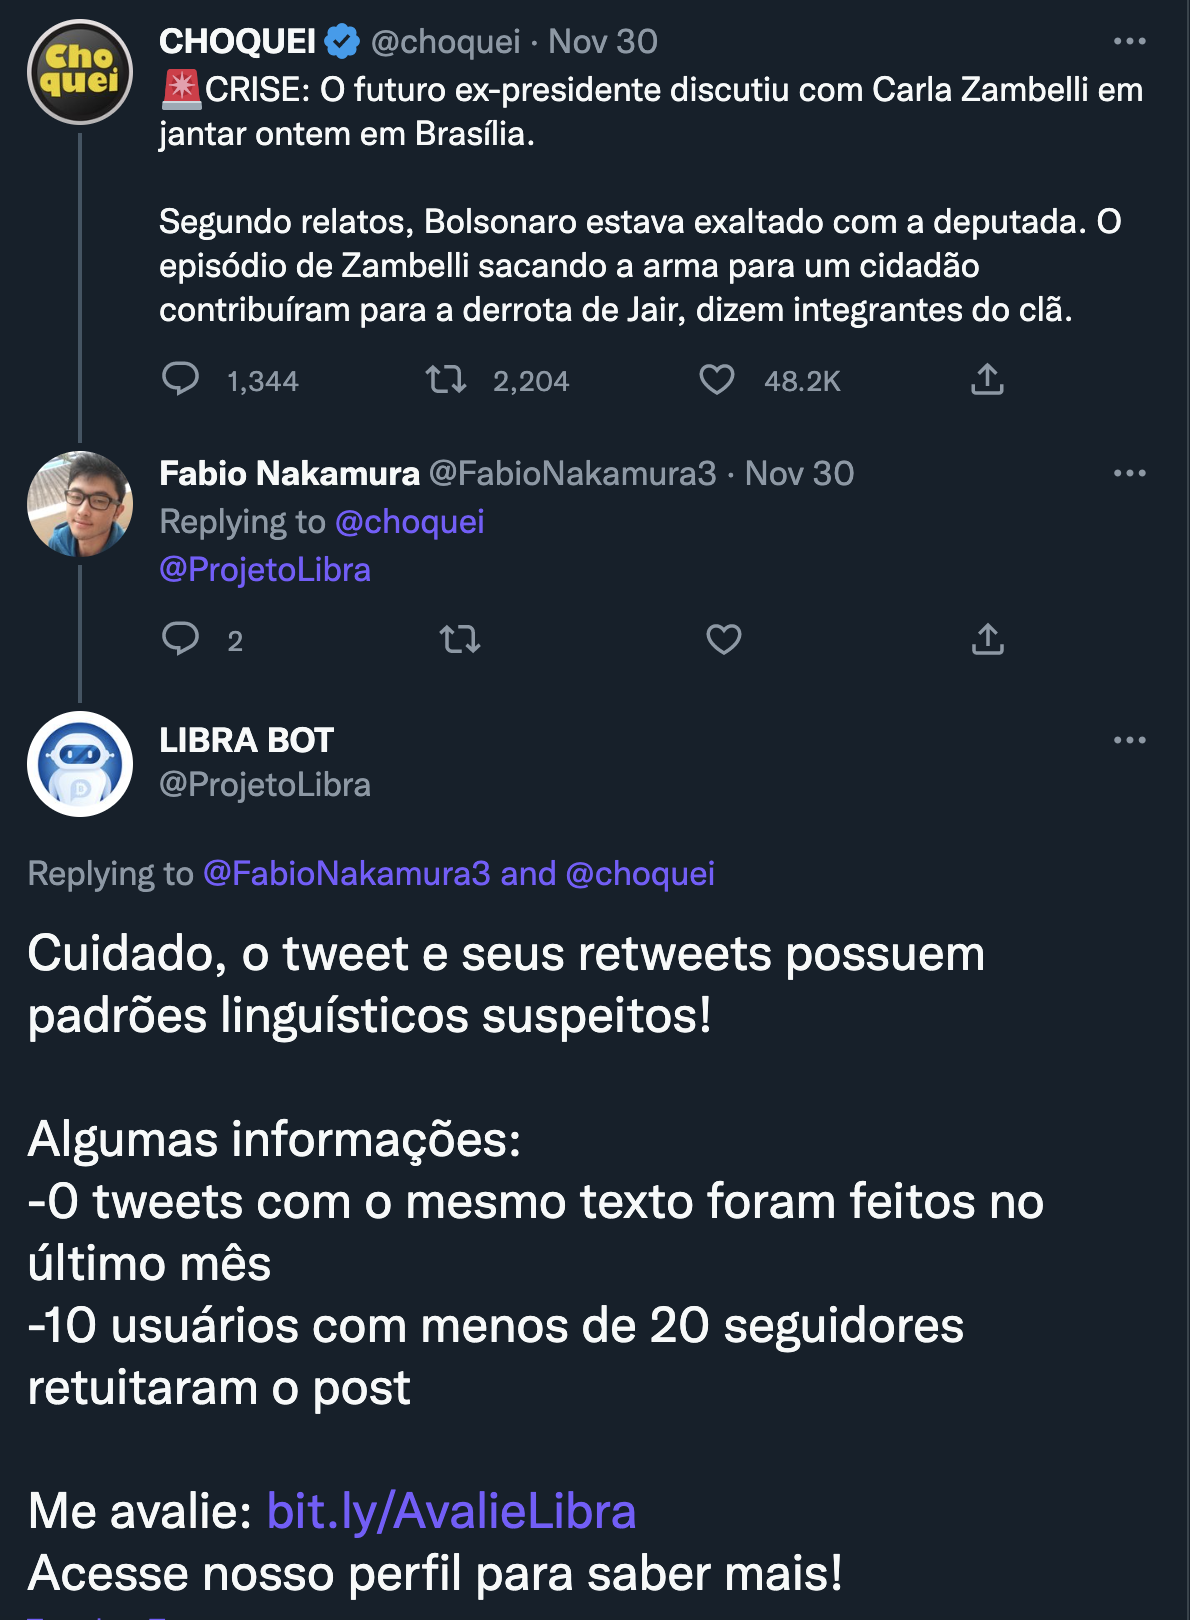 Cho
quei
CHOQUEI @choquei · Nov 30
CRISE: O futuro ex-presidente discutiu com Carla Zambelli em
jantar ontem em Brasília.
Segundo relatos, Bolsonaro estava exaltado com a deputada. O
episódio de Zambelli sacando a arma para um cidadão
contribuíram para a derrota de Jair, dizem integrantes do clã.
1,344 2,204 48.2K
Fabio Nakamura @FabioNakamura3 · Nov 30
Replying to @choquei
@ProjetoLibra
2
LIBRA BOT
@ProjetoLibra
D
Replying to @FabioNakamura3 and @choquei
Cuidado, o tweet e seus retweets possuem
padrões linguísticos suspeitos!
Algumas informações:
-0 tweets com o mesmo texto foram feitos no
último mês
-10 usuários com menos de 20 seguidores
retuitaram o post
Me avalie: bit.ly/AvalieLibra
Acesse nosso perfil para saber mais!